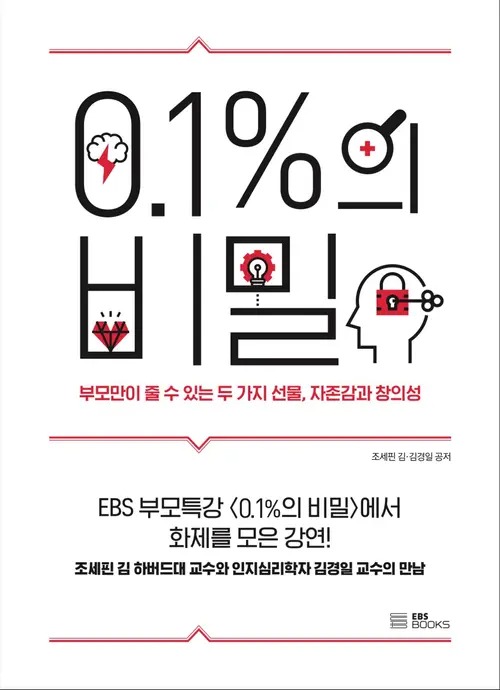 0.1%의
비밀
부모만이 줄 수 있는 두 가지 선물, 자존감과 창의성
조세핀 김·김경일 공저
EBS 부모특강 〈0.1%의 비밀〉에서
화제를 모은 강연!
조세핀 김 하버드대 교수와 인지심리학자 김경일 교수의 만남
EBS
BOOKS